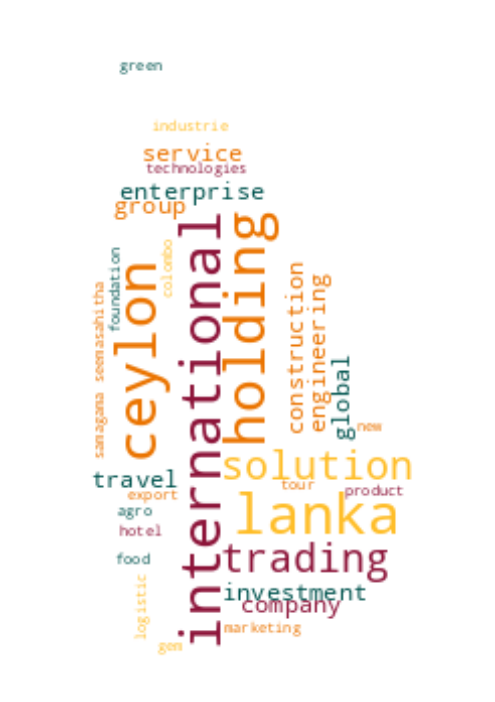 green
industrie
service
technologies
enterprise
group
international
holding
colombo
foundation
ceylon
construction
engineering
samagama seemasahitha
global
new
solution
travel
tour
product
export
lanka
agro
hotel
trading
food
investment
company
logistic
marketing
gem